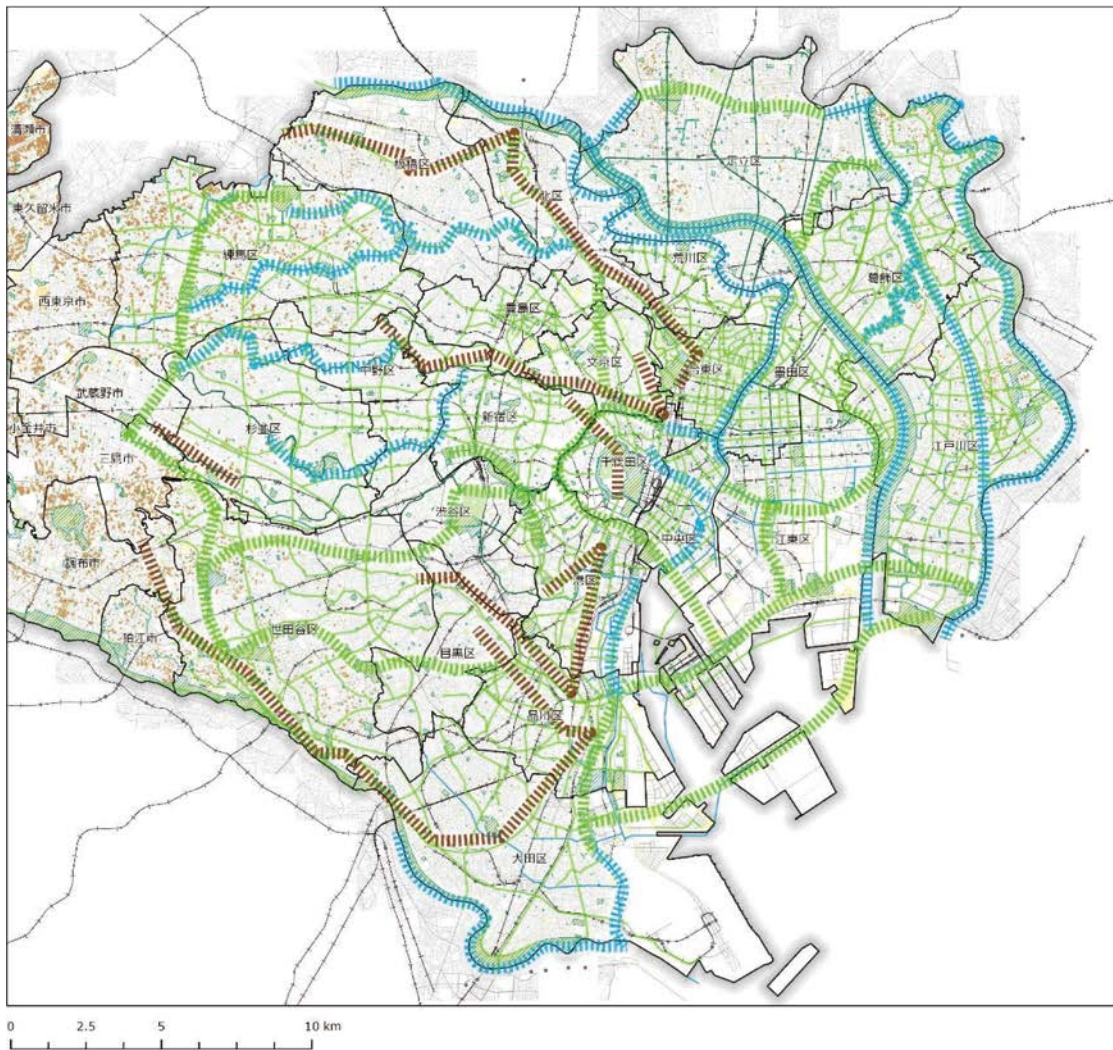 清瀬市
板橋区
足立区
北区
東久留米市
練馬区
荒川区
葛飾区
西東京市
豊島区
文京区
台東区
墨田区
中野区
武蔵野市
新宿区
小金井市
杉並区
江戸川区
三鷹市
千代田区
渋谷区
中央区
江東区
調布市
港区
狛江市
世田谷区
目黒区
品川区
大田区
0 2.5 5 10 km